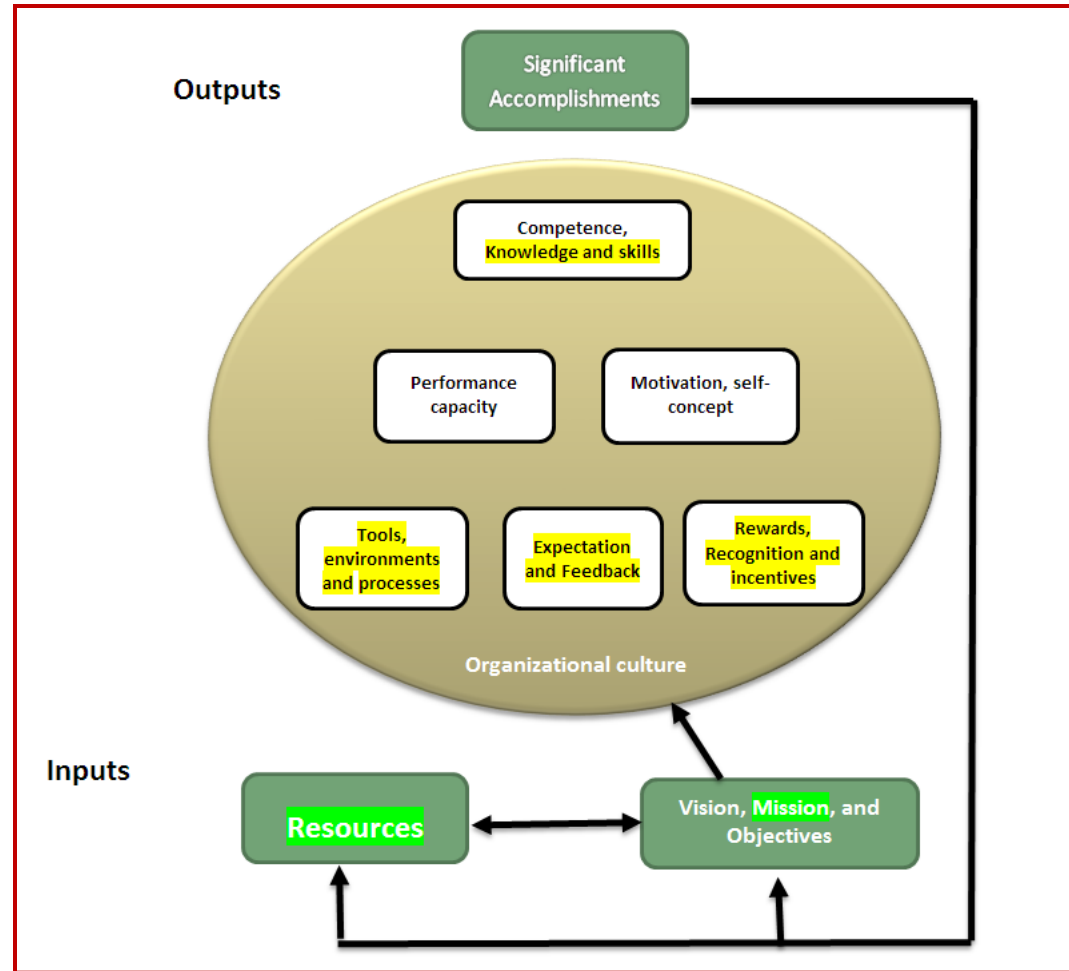 Significant
Accomplishments
Outputs
Competence,
Knowledge and skills
Performance
capacity
Motivation, self-
concept
Tools,
environments
and processes
Expectation
and Feedback
Rewards,
Recognition and
incentives
Organizational culture
Inputs
Resources
Vision, Mission, and
Objectives